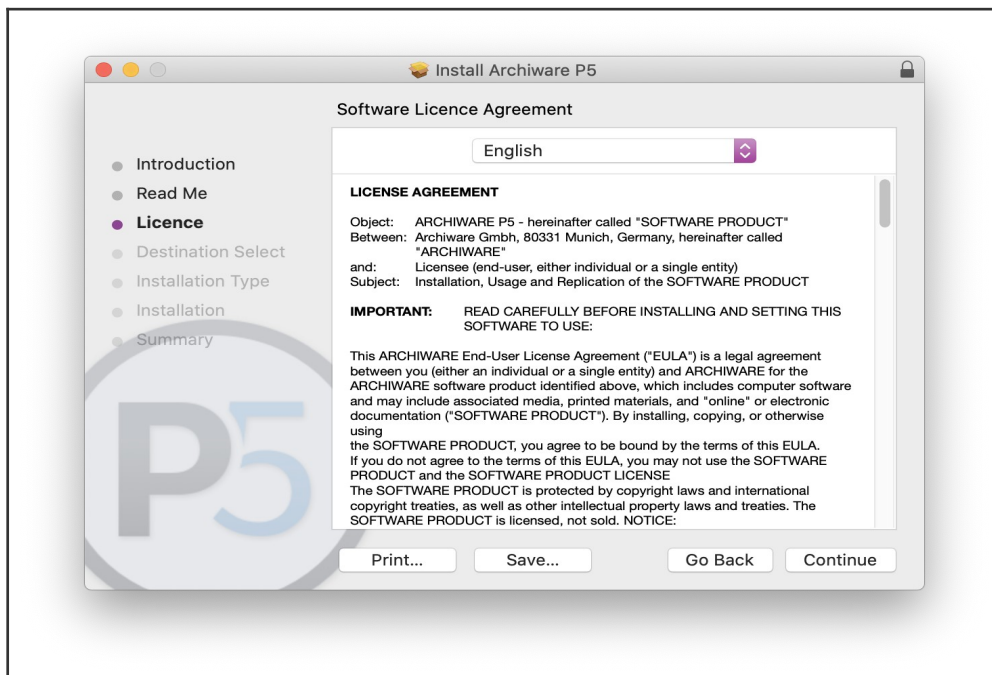 Install Archiware P5
Software Licence Agreement
English
Introduction
Read Me
Licence
Destination Select
Installation Type
Installation
Summary
LICENSE AGREEMENT
Object: ARCHIWARE P5 - hereinafter called "SOFTWARE PRODUCT"
Between: Archiware Gmbh, 80331 Munich, Germany, hereinafter called
"ARCHIWARE"
and: Licensee (end-user, either individual or a single entity)
Subject: Installation, Usage and Replication of the SOFTWARE PRODUCT
IMPORTANT: READ CAREFULLY BEFORE INSTALLING AND SETTING THIS
SOFTWARE TO USE:
This ARCHIWARE End-User License Agreement ("EULA") is a legal agreement
between you (either an individual or a single entity) and ARCHIWARE for the
ARCHIWARE software product identified above, which includes computer software
and may include associated media, printed materials, and "online" or electronic
documentation ("SOFTWARE PRODUCT"). By installing, copying, or otherwise
using
the SOFTWARE PRODUCT, you agree to be bound by the terms of this EULA.
If you do not agree to the terms of this EULA, you may not use the SOFTWARE
PRODUCT and the SOFTWARE PRODUCT LICENSE
The SOFTWARE PRODUCT is protected by copyright laws and international
copyright treaties, as well as other intellectual property laws and treaties. The
SOFTWARE PRODUCT is licensed, not sold. NOTICE:
P5
Print...
Save...
Go Back
Continue